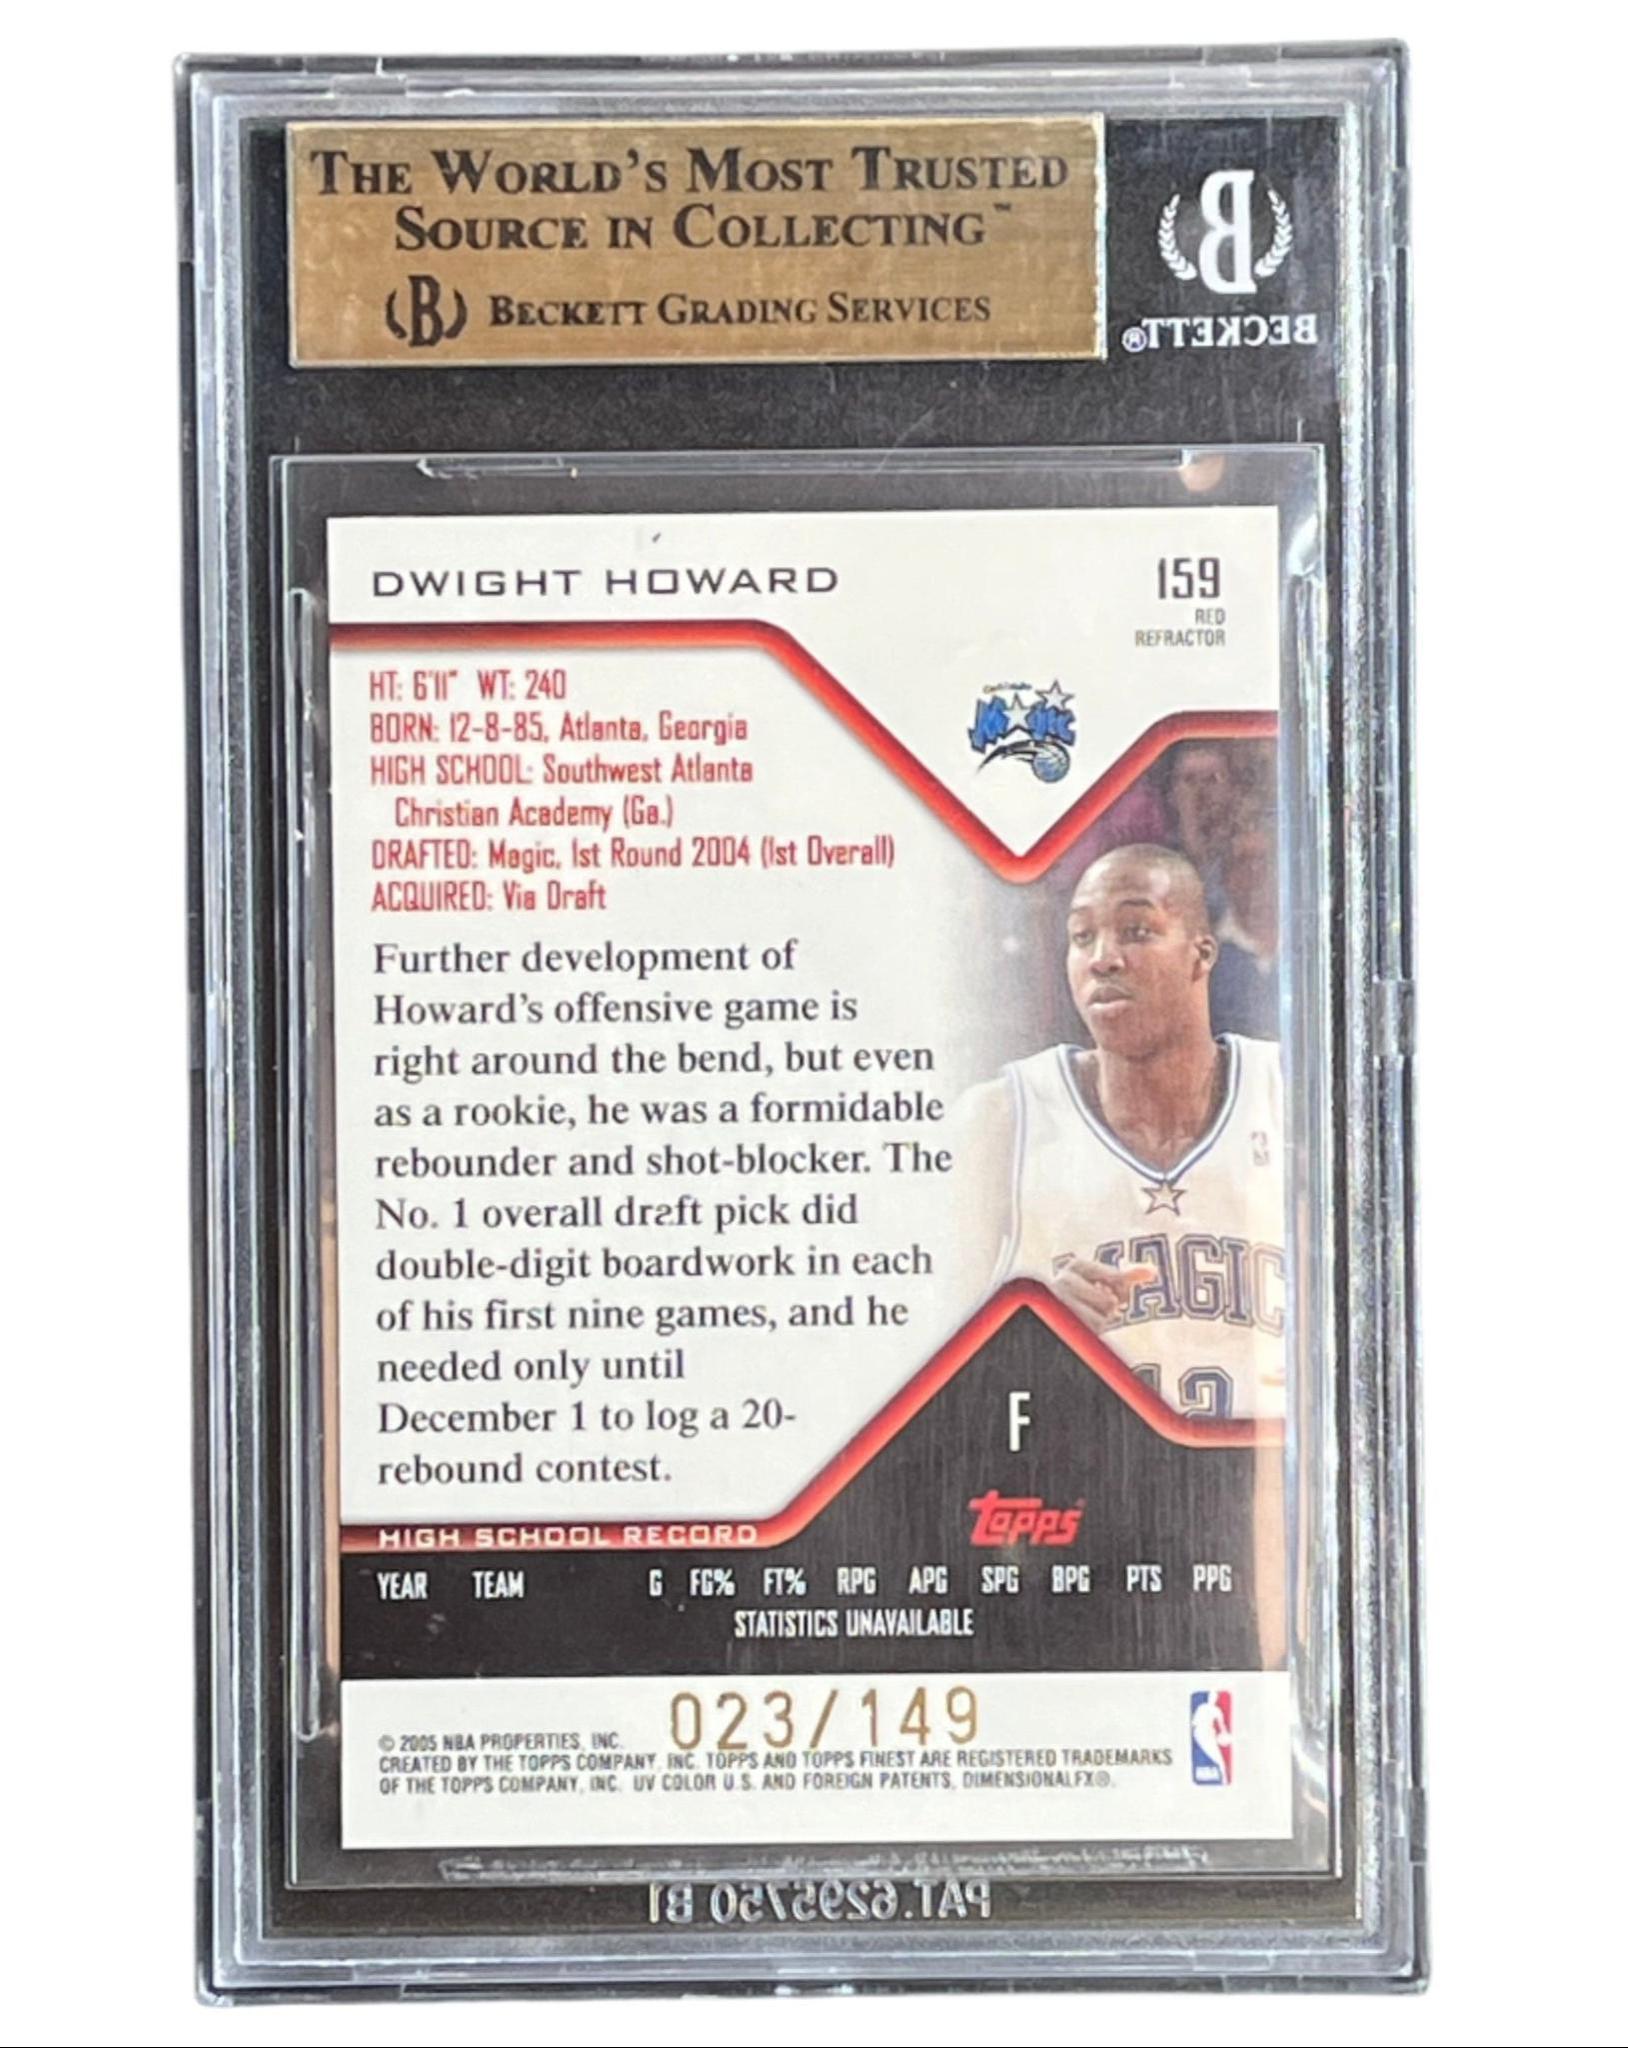 THE WORLD'S MOST TRUSTED
SOURCE IN COLLECTING™
B BECKETT GRADING SERVICES
B
BECKETT®
DWIGHT HOWARD
159
RED
REFRACTOR
MAGIC
HT: 6'11" WT: 240
BORN: 12-8-85, Atlanta, Georgia
HIGH SCHOOL: Southwest Atlanta
Christian Academy (Ga.)
DRAFTED: Magic, 1st Round 2004 (1st Overall)
ACQUIRED: Via Draft
Further development of
Howard's offensive game is
right around the bend, but even
as a rookie, he was a formidable
rebounder and shot-blocker. The
No. 1 overall draft pick did
double-digit boardwork in each
of his first nine games, and he
needed only until
December 1 to log a 20-
rebound contest.
MAGIC
12
F
Topps
HIGH SCHOOL RECORD
YEAR TEAM G FG% FT% RPG APG SPG BPG PTS PPG
STATISTICS UNAVAILABLE
023/149
© 2005 NBA PROPERTIES, INC.
CREATED BY THE TOPPS COMPANY, INC. TOPPS AND TOPPS FINEST ARE REGISTERED TRADEMARKS
OF THE TOPPS COMPANY, INC. UV COLOR U.S. AND FOREIGN PATENTS, DIMENSIONALFX®.
NBA
PAT.6295750 B1